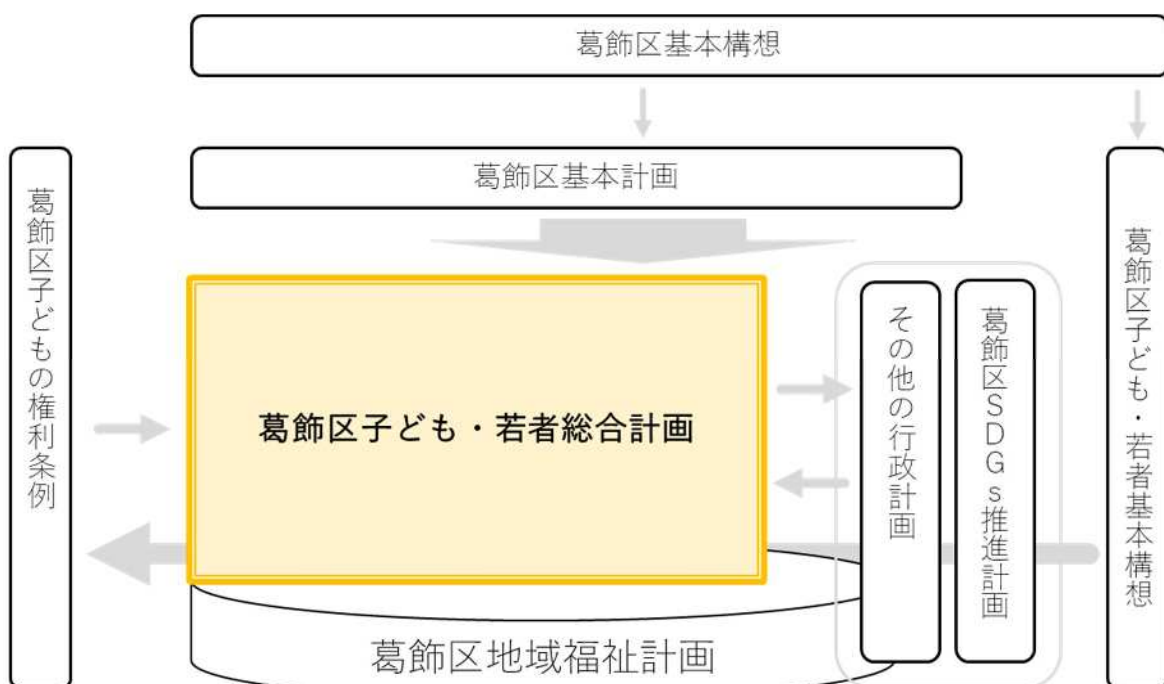 葛飾区基本構想
葛飾区基本計画
葛飾区子どもの権利条例
葛飾区子ども・若者総合計画
その他の行政計画
葛飾区SDGs推進計画
葛飾区子ども・若者基本構想
葛飾区地域福祉計画